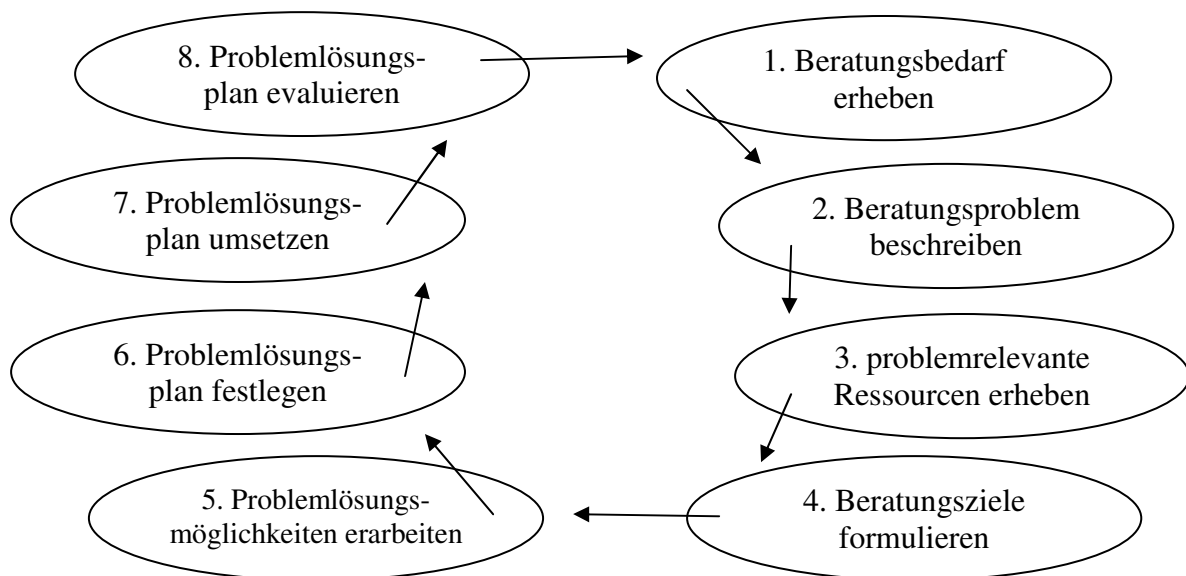 1. Beratungsbedarf
erheben
2. Beratungsproblem
beschreiben
3. problemrelevante
Ressourcen erheben
4. Beratungsziele
formulieren
5. Problemlösungs-
möglichkeiten erarbeiten
6. Problemlösungs-
plan festlegen
7. Problemlösungs-
plan umsetzen
8. Problemlösungs-
plan evaluieren